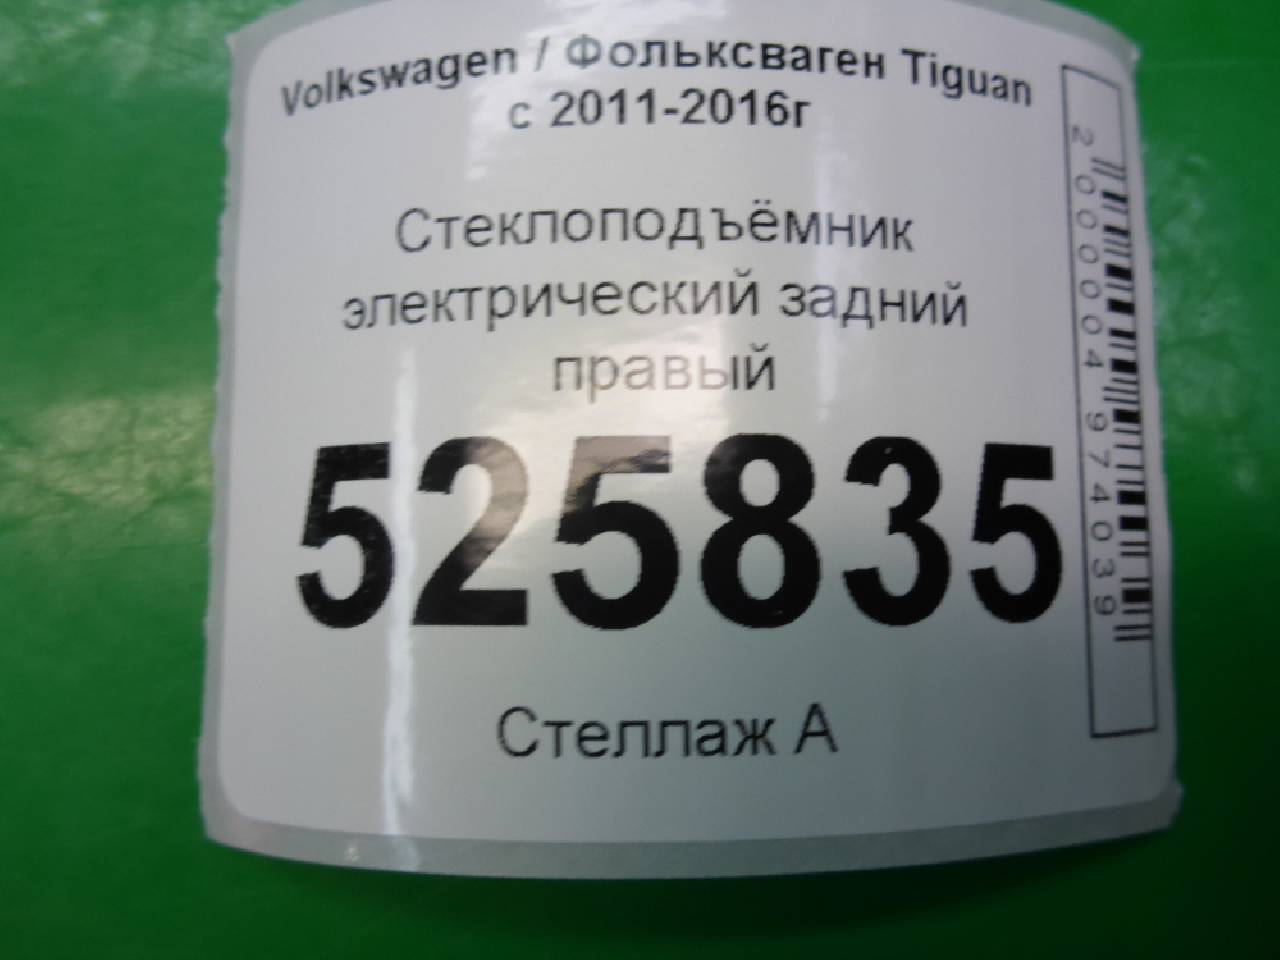 Volkswagen / Фольксваген Tiguan
с 2011-2016г
Стеклоподъёмник
электрический задний
правый
525835
Стеллаж А
2000004974039